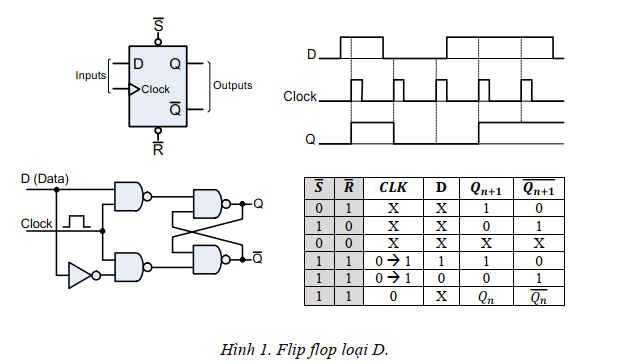 S̅
D Q
Inputs
Clock
Outputs
Q̅
R̅
D
Clock
Q
D (Data)
Clock
Q
Q̅
S̅ R̅ CLK D Qₙ₊₁ Q̅ₙ₊₁
0 1 X X 1 0
1 0 X X 0 1
0 0 X X X X
1 1 0 → 1 1 1 0
1 1 0 → 1 0 0 1
1 1 0 X Qₙ Q̅ₙ
Hình 1. Flip flop loại D.